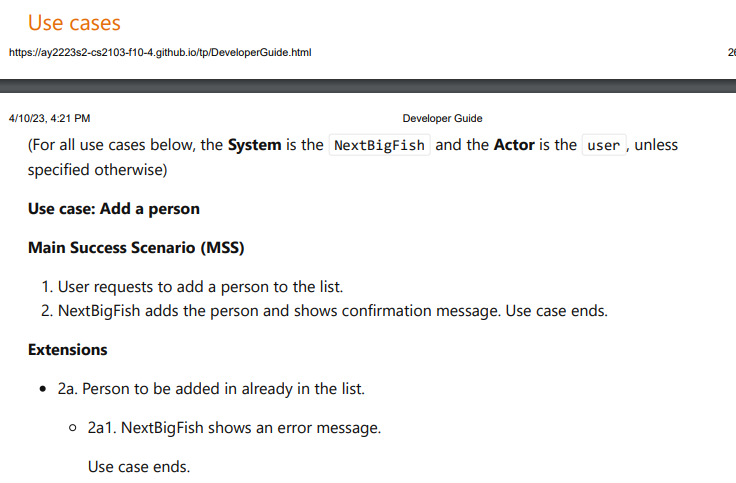 Use cases
https://ay2223s2-cs2103-f10-4.github.io/tp/DeveloperGuide.html
4/10/23, 4:21 PM Developer Guide
(For all use cases below, the System is the NextBigFish and the Actor is the user , unless
specified otherwise)
Use case: Add a person
Main Success Scenario (MSS)
1. User requests to add a person to the list.
2. NextBigFish adds the person and shows confirmation message. Use case ends.
Extensions
• 2a. Person to be added in already in the list.
○ 2a1. NextBigFish shows an error message.
Use case ends.